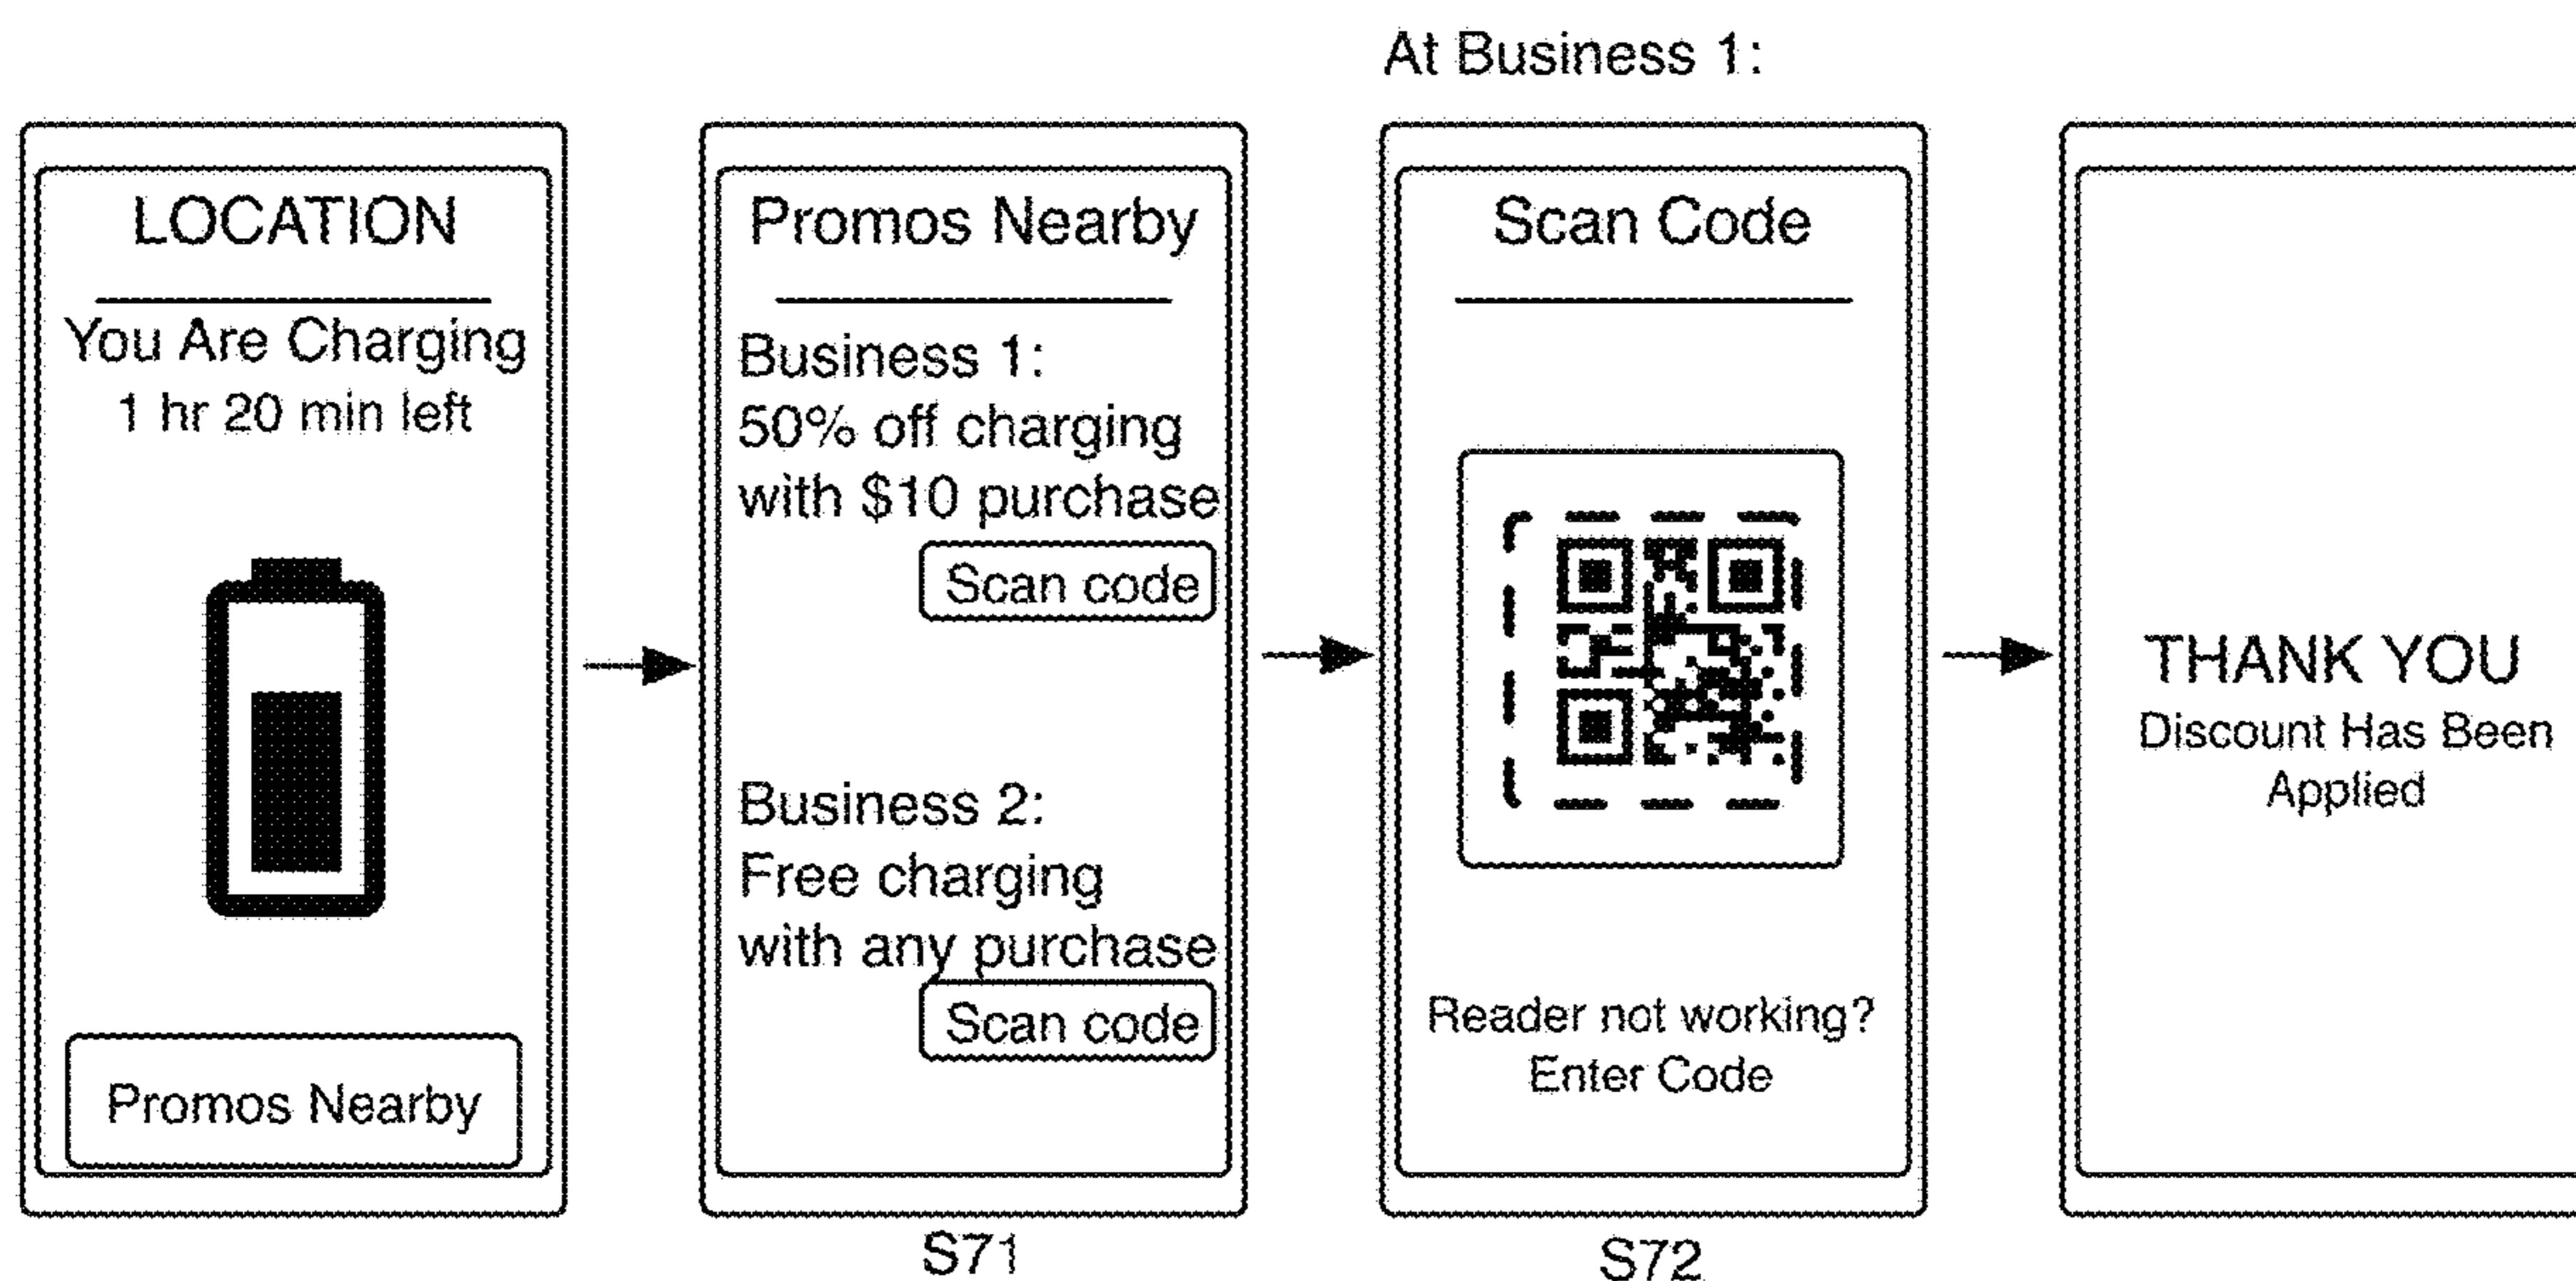 At Business 1:
LOCATION
You Are Charging
1 hr 20 min left
Promos Nearby
Promos Nearby
Business 1:
50% off charging
with $10 purchase
Scan code
Business 2:
Free charging
with any purchase
Scan code
S71
Scan Code
Reader not working?
Enter Code
S72
THANK YOU
Discount Has Been
Applied